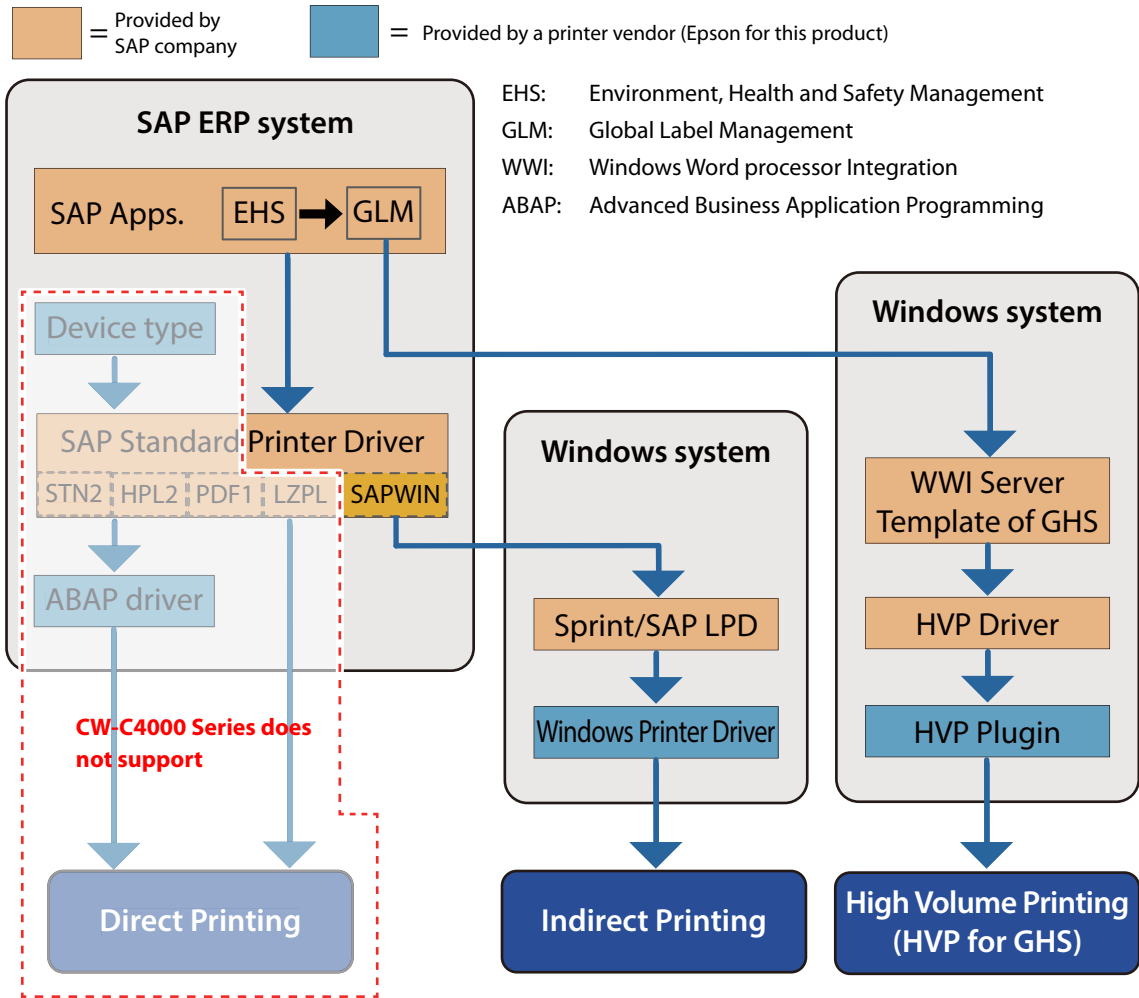 = Provided by
SAP company
= Provided by a printer vendor (Epson for this product)
EHS: Environment, Health and Safety Management
GLM: Global Label Management
WWI: Windows Word processor Integration
ABAP: Advanced Business Application Programming
SAP ERP system
SAP Apps.
EHS
GLM
Device type
SAP Standard Printer Driver
STN2
HPL2
PDF1
LZPL
SAPWIN
ABAP driver
CW-C4000 Series does
not support
Direct Printing
Windows system
Sprint/SAP LPD
Windows Printer Driver
Indirect Printing
Windows system
WWI Server
Template of GHS
HVP Driver
HVP Plugin
High Volume Printing
(HVP for GHS)